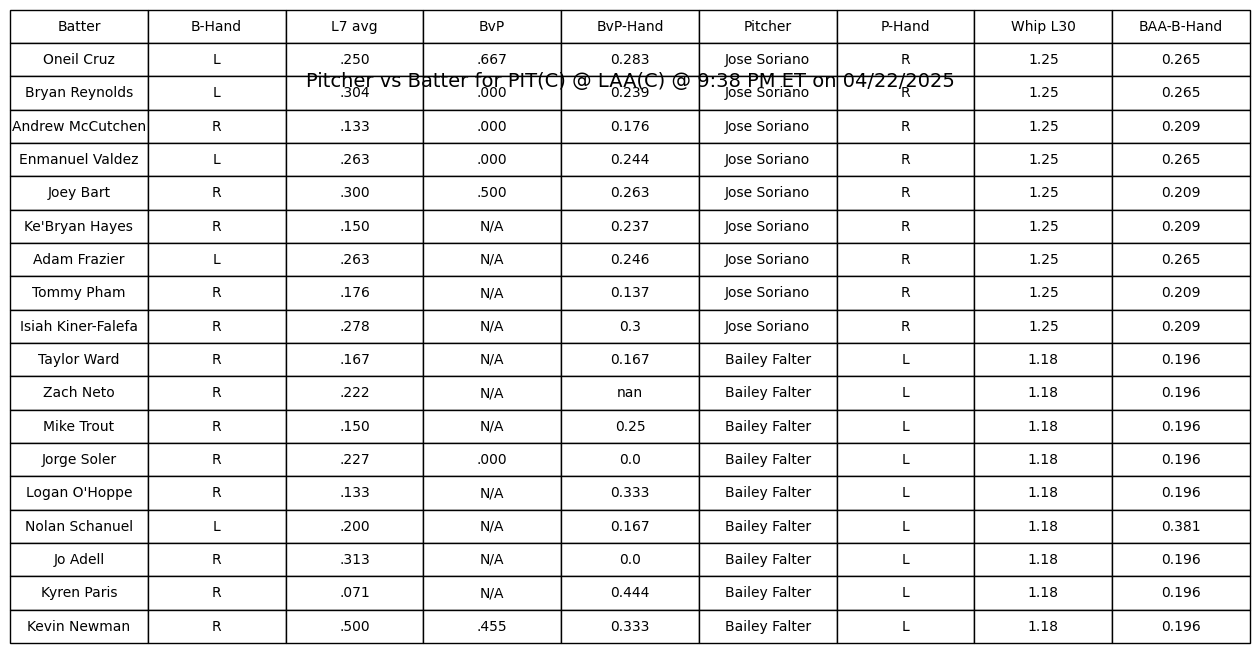 Batter B-Hand L7 avg BvP BvP-Hand Pitcher P-Hand Whip L30 BAA-B-Hand
Oneil Cruz L .250 .667 0.283 Jose Soriano R 1.25 0.265
Pitcher vs Batter for PIT(C) @ LAA(C) @ 9:38 PM ET on 04/22/2025
Bryan Reynolds L .304 .000 0.239 Jose Soriano R 1.25 0.265
Andrew McCutchen R .133 .000 0.176 Jose Soriano R 1.25 0.209
Enmanuel Valdez L .263 .000 0.244 Jose Soriano R 1.25 0.265
Joey Bart R .300 .500 0.263 Jose Soriano R 1.25 0.209
Ke'Bryan Hayes R .150 N/A 0.237 Jose Soriano R 1.25 0.209
Adam Frazier L .263 N/A 0.246 Jose Soriano R 1.25 0.265
Tommy Pham R .176 N/A 0.137 Jose Soriano R 1.25 0.209
Isiah Kiner-Falefa R .278 N/A 0.3 Jose Soriano R 1.25 0.209
Taylor Ward R .167 N/A 0.167 Bailey Falter L 1.18 0.196
Zach Neto R .222 N/A nan Bailey Falter L 1.18 0.196
Mike Trout R .150 N/A 0.25 Bailey Falter L 1.18 0.196
Jorge Soler R .227 .000 0.0 Bailey Falter L 1.18 0.196
Logan O'Hoppe R .133 N/A 0.333 Bailey Falter L 1.18 0.196
Nolan Schanuel L .200 N/A 0.167 Bailey Falter L 1.18 0.381
Jo Adell R .313 N/A 0.0 Bailey Falter L 1.18 0.196
Kyren Paris R .071 N/A 0.444 Bailey Falter L 1.18 0.196
Kevin Newman R .500 .455 0.333 Bailey Falter L 1.18 0.196